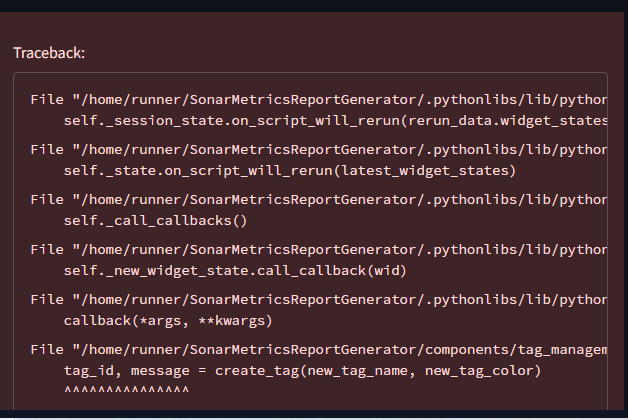 Traceback:
File "/home/runner/SonarMetricsReportGenerator/.pythonlibs/lib/python
self._session_state.on_script_will_rerun(rerun_data.widget_states
File "/home/runner/SonarMetricsReportGenerator/.pythonlibs/lib/python
self._state.on_script_will_rerun(latest_widget_states)
File "/home/runner/SonarMetricsReportGenerator/.pythonlibs/lib/python
self._call_callbacks()
File "/home/runner/SonarMetricsReportGenerator/.pythonlibs/lib/python
self._new_widget_state.call_callback(wid)
File "/home/runner/SonarMetricsReportGenerator/.pythonlibs/lib/python
callback(*args, **kwargs)
File "/home/runner/SonarMetricsReportGenerator/components/tag_managem
tag_id, message = create_tag(new_tag_name, new_tag_color)
^^^^^^^^^^^^^^^